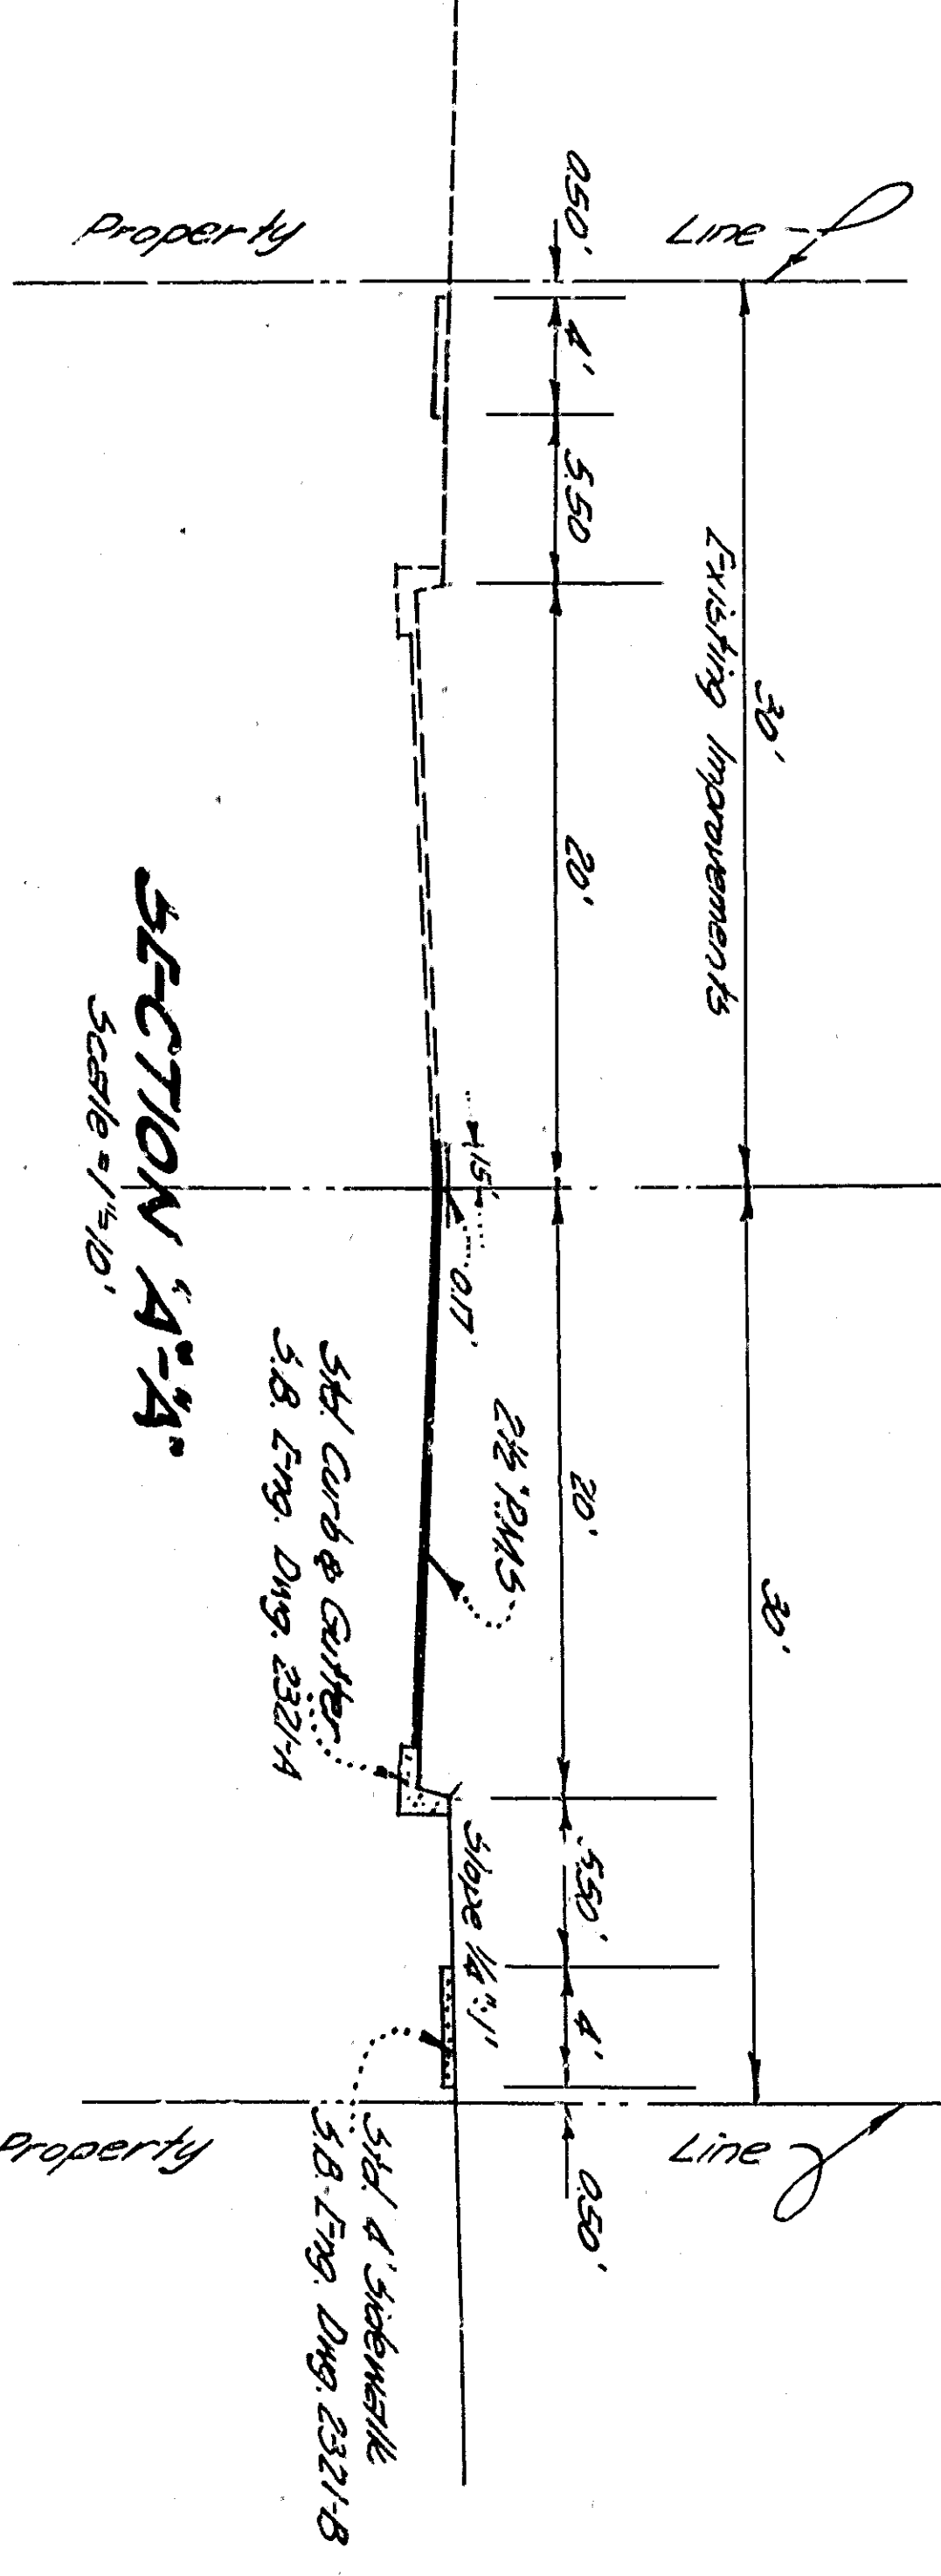 Property Line
Property Line
30'
Existing Improvements
30'
0.50'
4'
5.50
20'
20'
5.50'
4'
0.50'
1.5'
0.17'
2½" P.M.S.
Slope ¼":1'
Std. Curb & Gutter
S.B. Eng. Dwg. 2321-A
Std. 4' Sidewalk
S.B. Eng. Dwg. 2321-B
SECTION "A"-"A"
Scale = 1"=10'